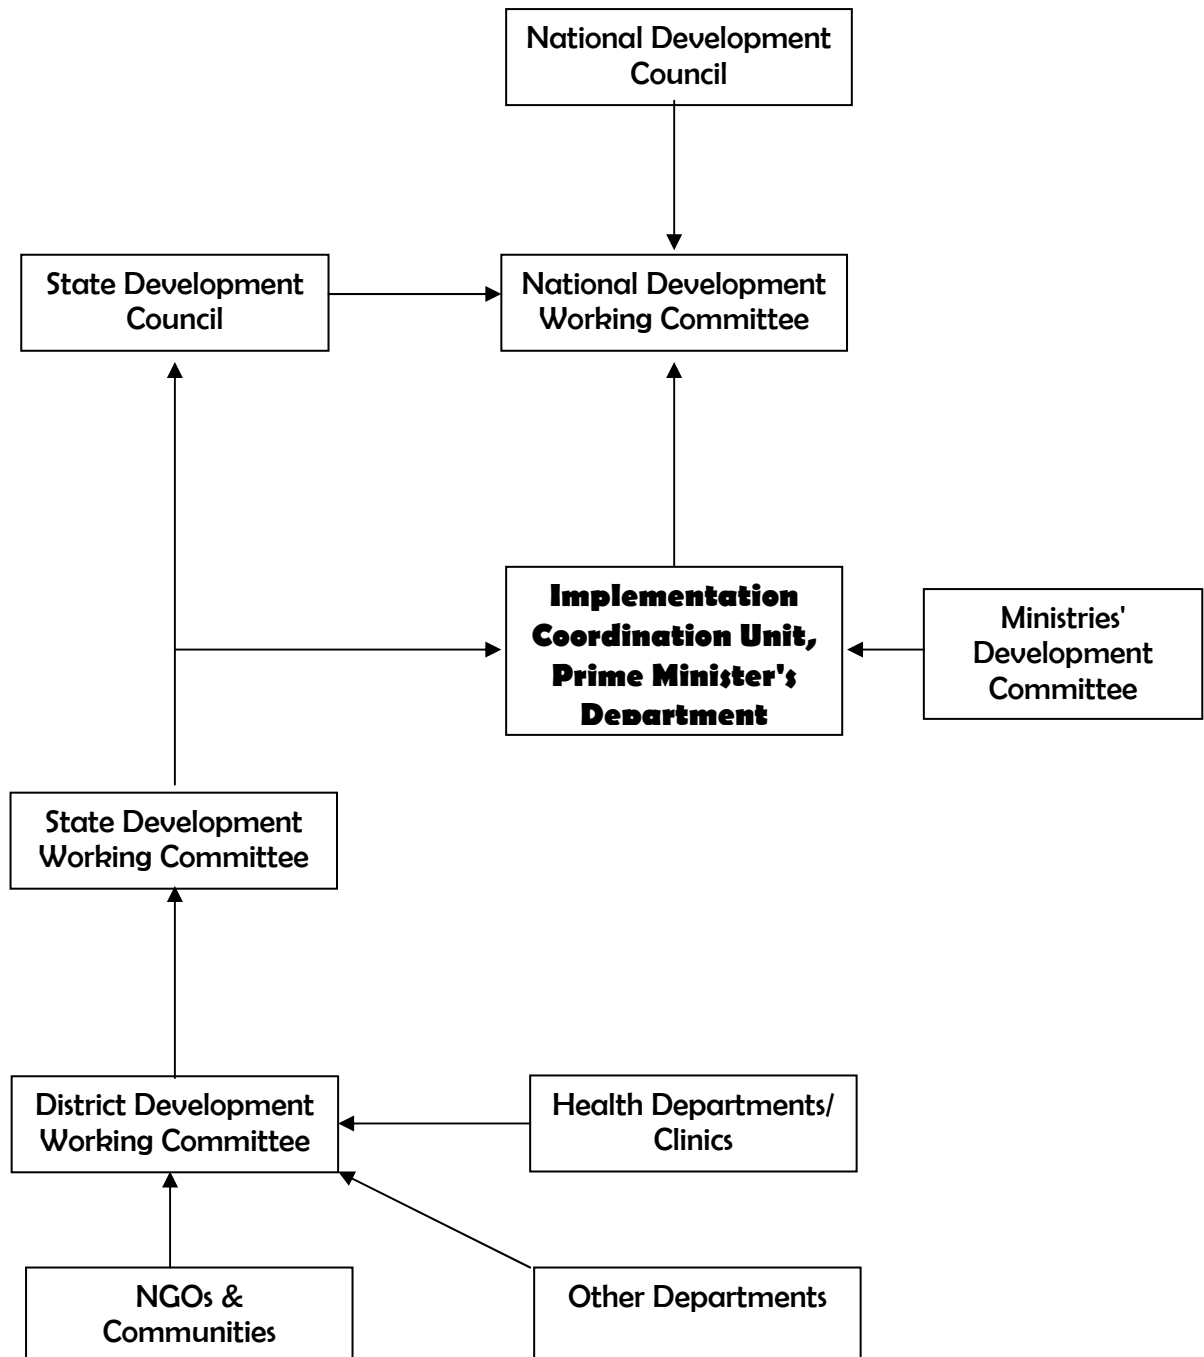 National Development
Council
State Development
Council
National Development
Working Committee
Implementation
Coordination Unit,
Prime Minister's
Department
Ministries'
Development
Committee
State Development
Working Committee
District Development
Working Committee
Health Departments/
Clinics
NGOs &
Communities
Other Departments